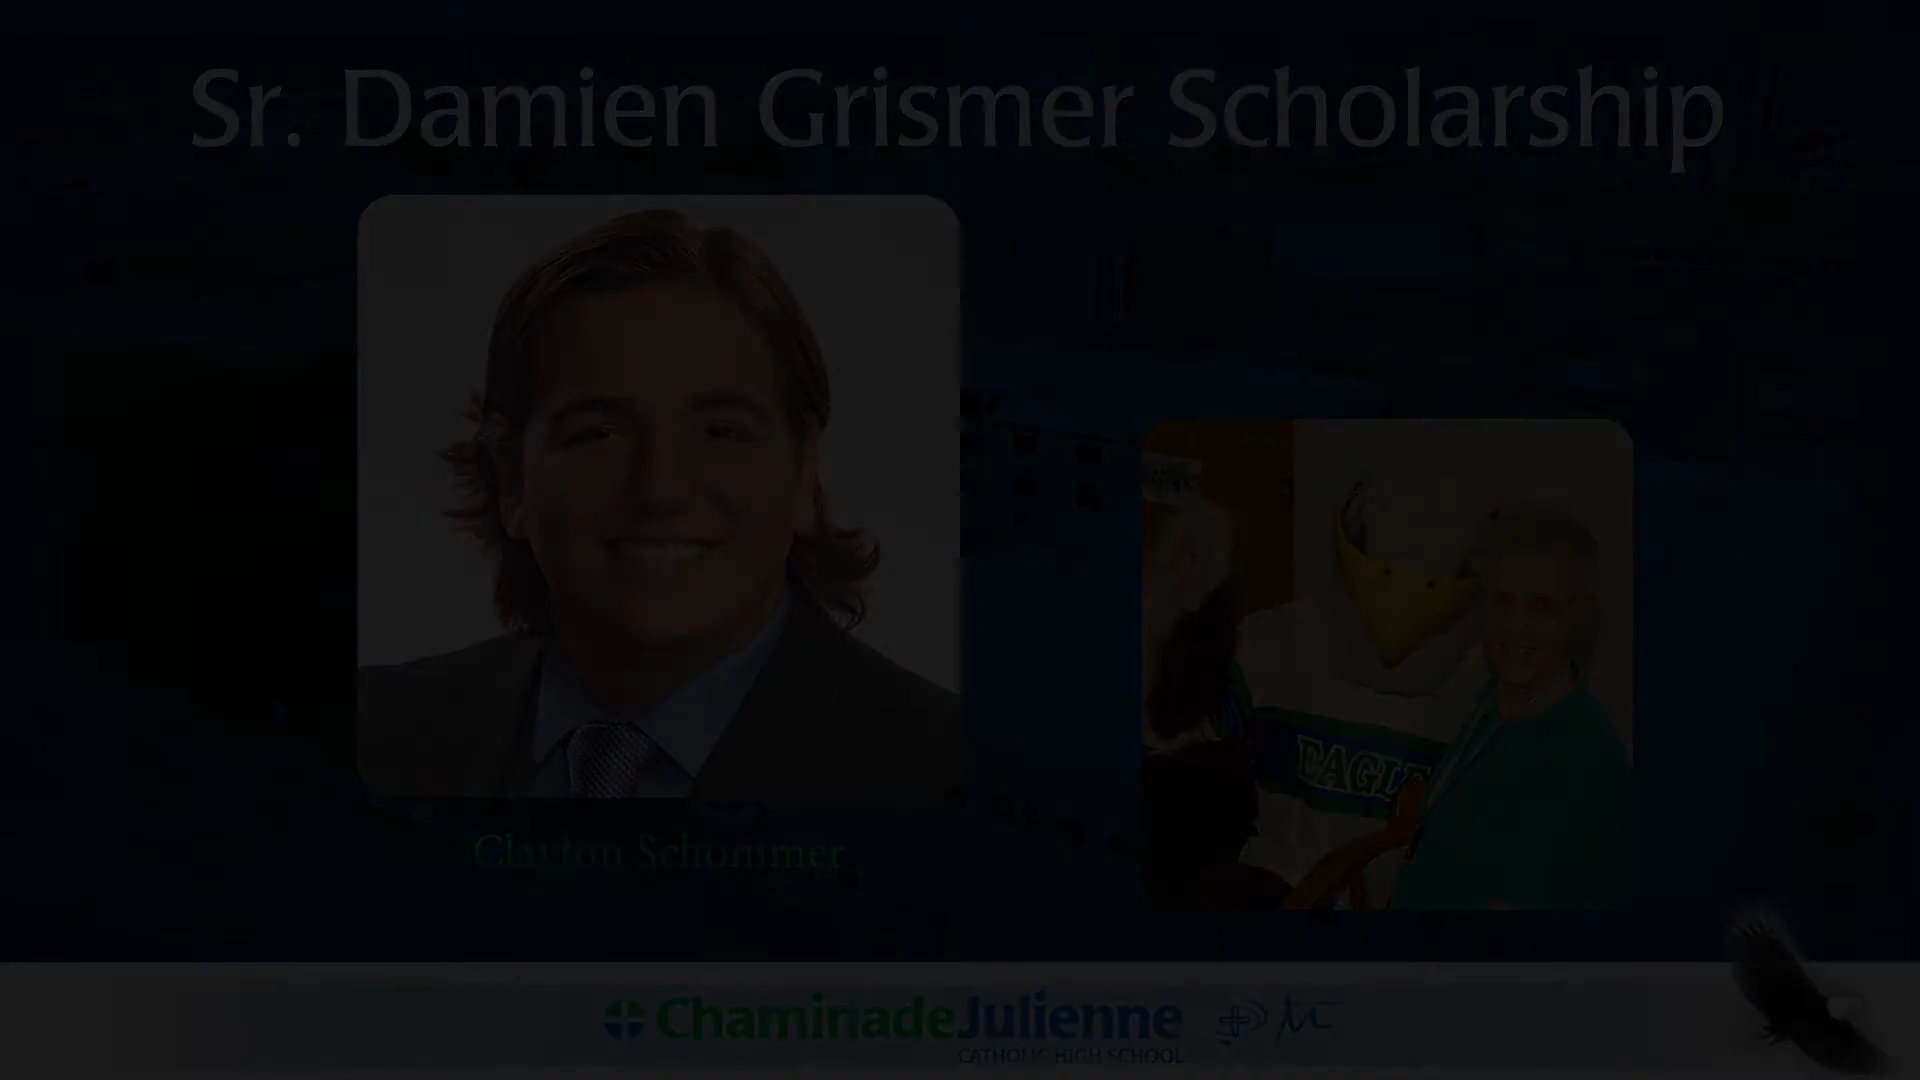 Sr. Damien Grismer Scholarship
EAGLE
Clayton Schommer
ChaminadeJulienne
CATHOLIC HIGH SCHOOL